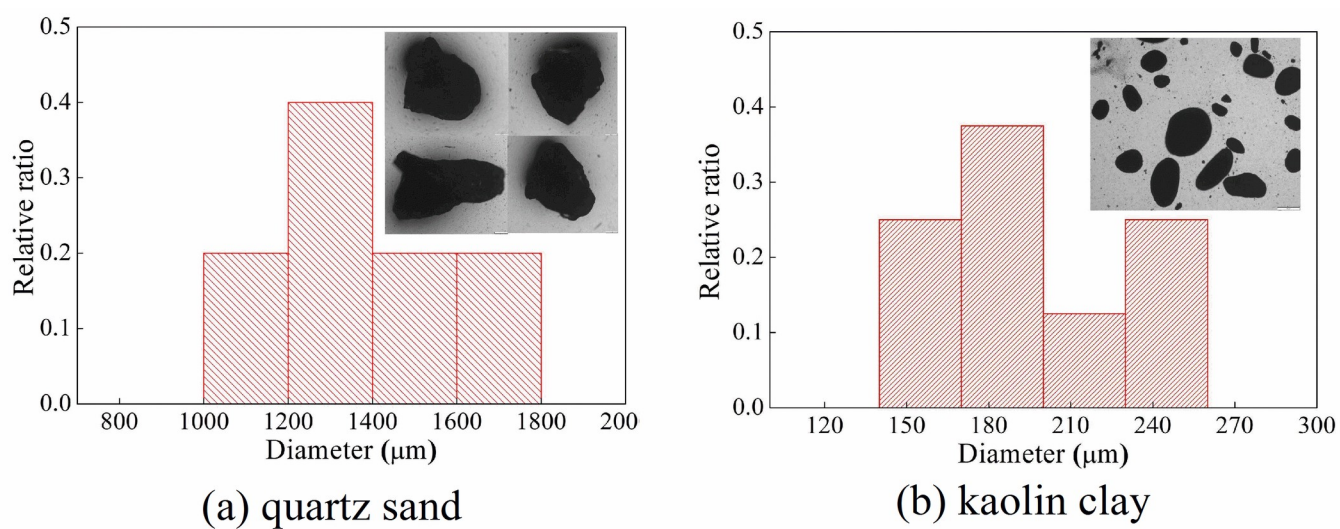 0.5
0.4
0.3
0.2
0.1
0.0
Relative ratio
800 1000 1200 1400 1600 1800 200
Diameter (μm)
(a) quartz sand
0.5
0.4
0.3
0.2
0.1
0.0
Relative ratio
120 150 180 210 240 270 300
Diameter (μm)
(b) kaolin clay